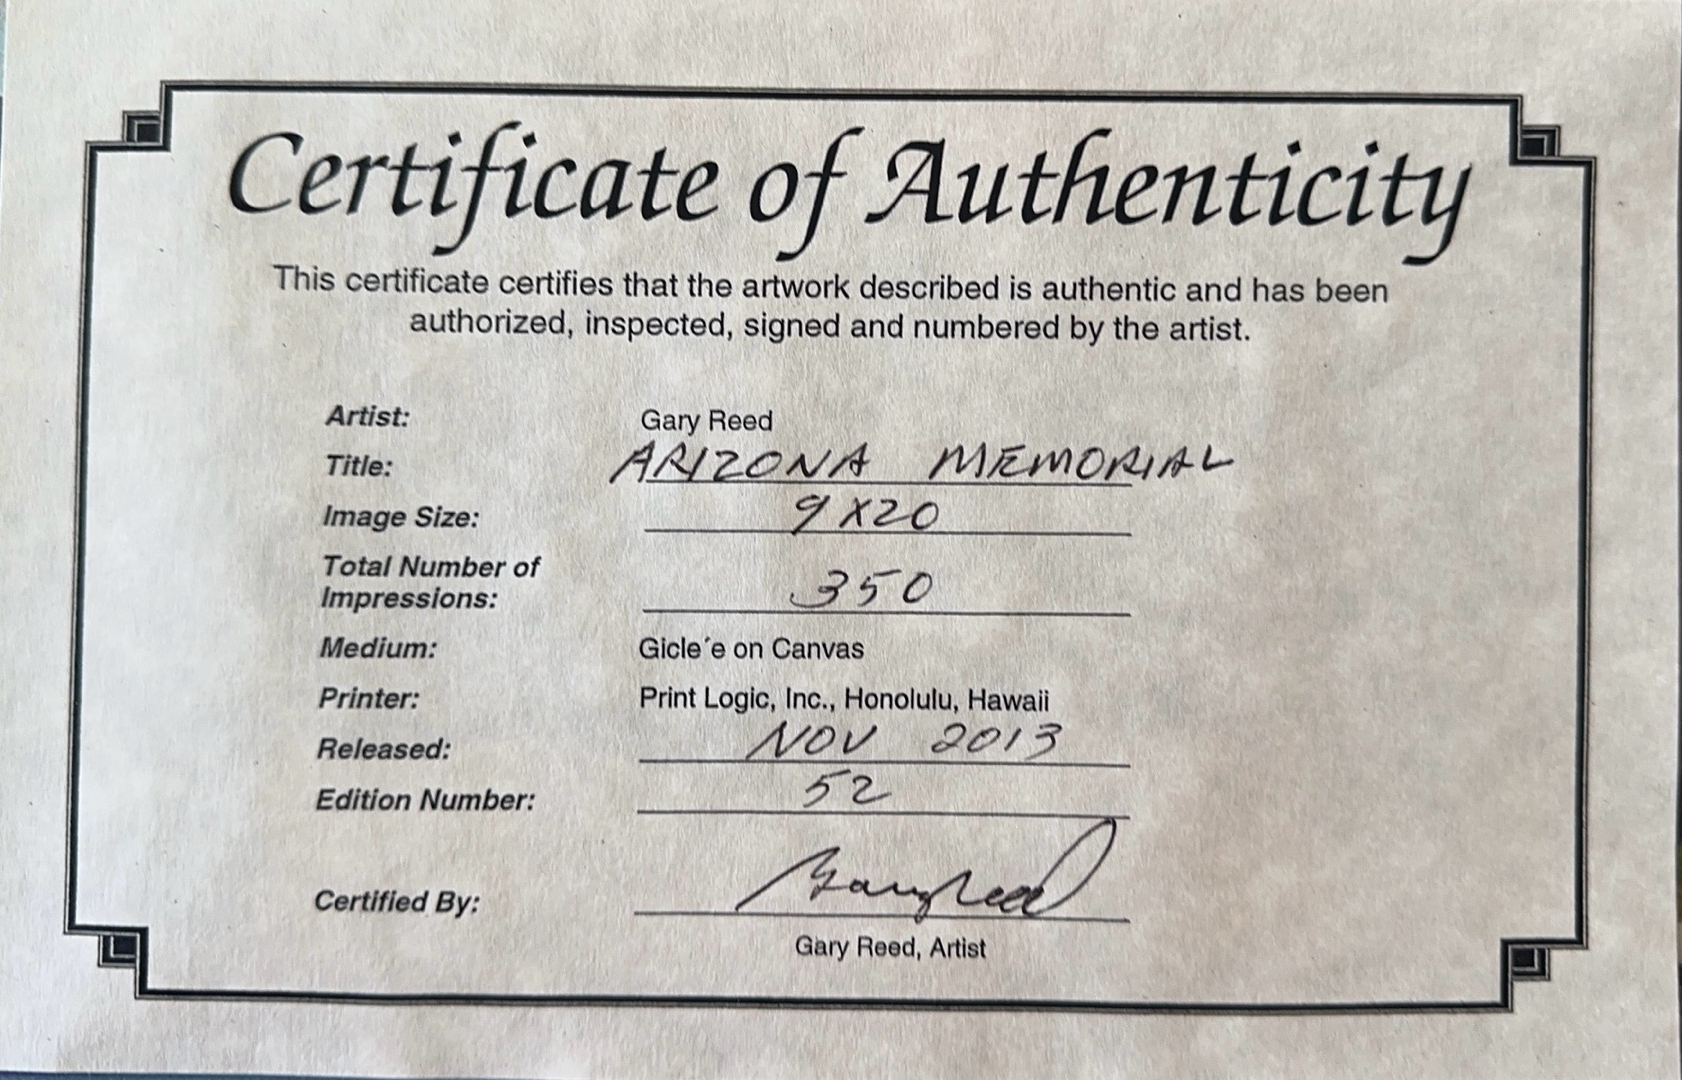 Certificate of Authenticity
This certificate certifies that the artwork described is authentic and has been
authorized, inspected, signed and numbered by the artist.
Artist: Gary Reed
Title: ARIZONA MEMORIAL
Image Size: 9X20
Total Number of
Impressions: 350
Medium: Gicle´e on Canvas
Printer: Print Logic, Inc., Honolulu, Hawaii
Released: NOV 2013
Edition Number: 52
Certified By: Gary Reed
Gary Reed, Artist